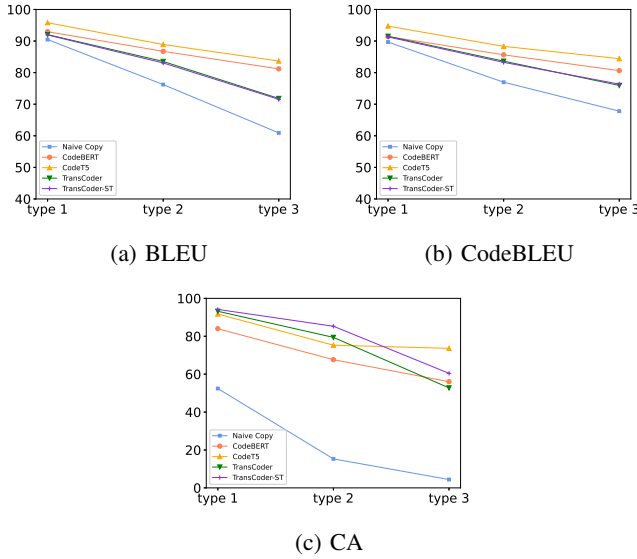 100
90
80
70
60
50
40
Naive Copy
CodeBERT
CodeT5
TransCoder
TransCoder-ST
type 1 type 2 type 3
(a) BLEU
100
90
80
70
60
50
40
Naive Copy
CodeBERT
CodeT5
TransCoder
TransCoder-ST
type 1 type 2 type 3
(b) CodeBLEU
100
80
60
40
20
0
Naive Copy
CodeBERT
CodeT5
TransCoder
TransCoder-ST
type 1 type 2 type 3
(c) CA